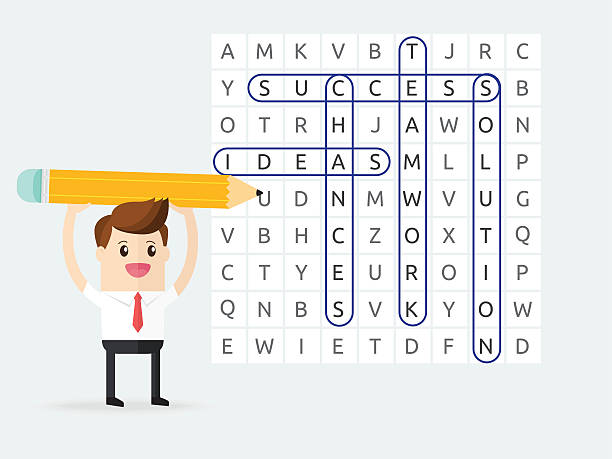 A M K V B T J R C
Y S U C C E S S B
O T R H J A W O N
I D E A S M L L P
U D N M W V U G
V B H C Z O X T Q
C T Y E U R O I P
Q N B S V K Y O W
E W I E T D F N D